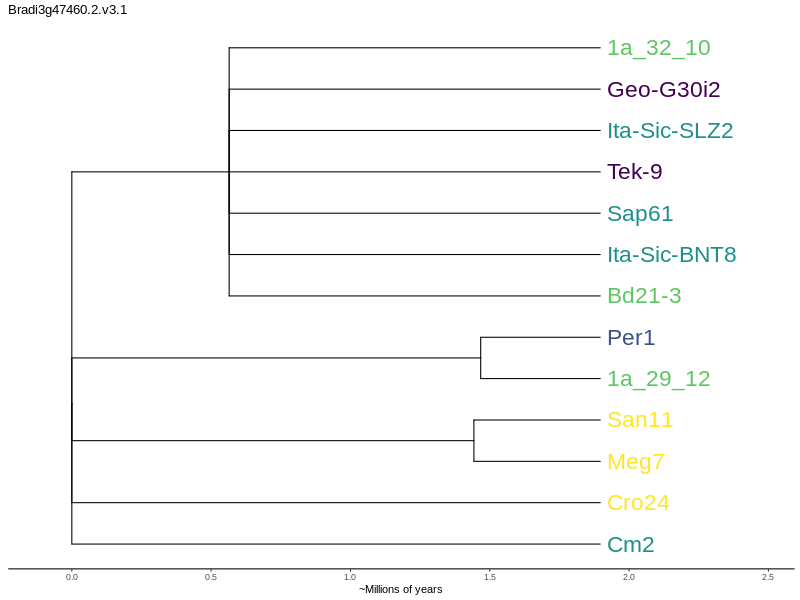 Bradi3g47460.2.v3.1
1a_32_10
Geo-G30i2
Ita-Sic-SLZ2
Tek-9
Sap61
Ita-Sic-BNT8
Bd21-3
Per1
1a_29_12
San11
Meg7
Cro24
Cm2
0.0 0.5 1.0 1.5 2.0 2.5
~Millions of years